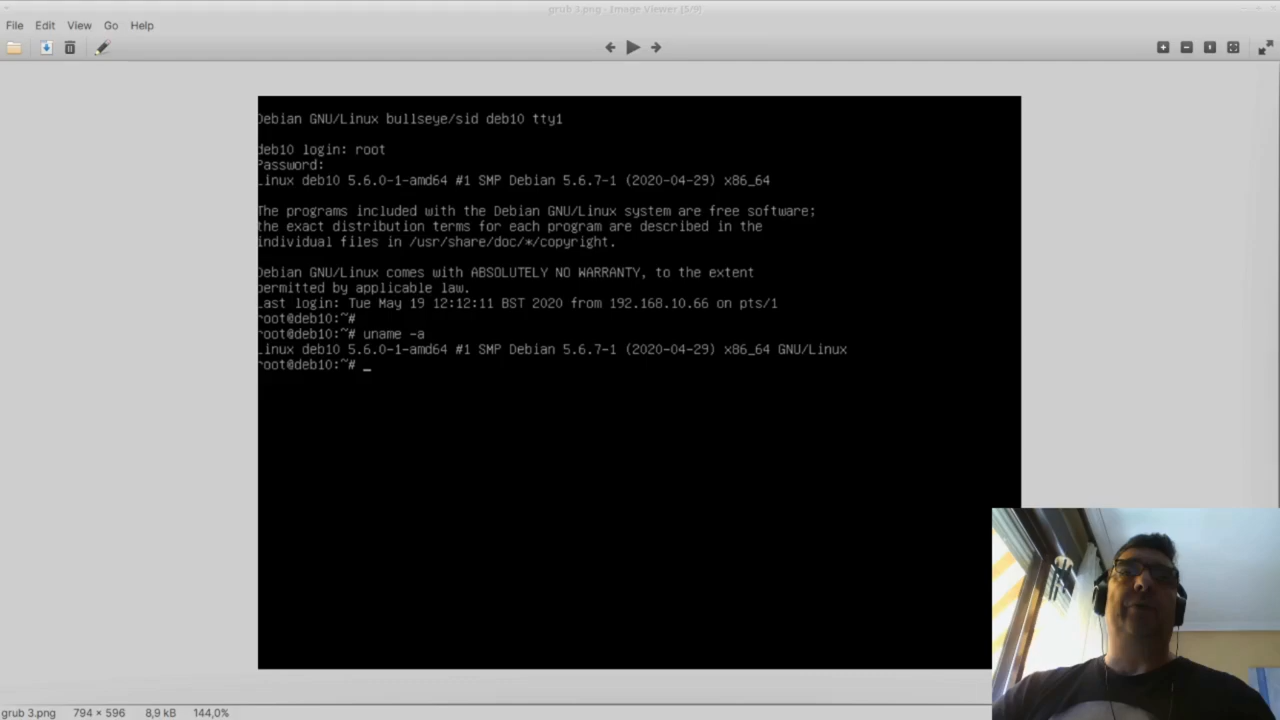 grub 3.png - Image Viewer [5/9]
File Edit View Go Help
Debian GNU/Linux bullseye/sid deb10 tty1
deb10 login: root
Password:
Linux deb10 5.6.0-1-amd64 #1 SMP Debian 5.6.7-1 (2020-04-29) x86_64
The programs included with the Debian GNU/Linux system are free software;
the exact distribution terms for each program are described in the
individual files in /usr/share/doc/*/copyright.
Debian GNU/Linux comes with ABSOLUTELY NO WARRANTY, to the extent
permitted by applicable law.
Last login: Tue May 19 12:12:11 BST 2020 from 192.168.10.66 on pts/1
root@deb10:~#
root@deb10:~# uname -a
Linux deb10 5.6.0-1-amd64 #1 SMP Debian 5.6.7-1 (2020-04-29) x86_64 GNU/Linux
root@deb10:~# _
grub 3.png 794 × 596 8,9 kB 144,0%